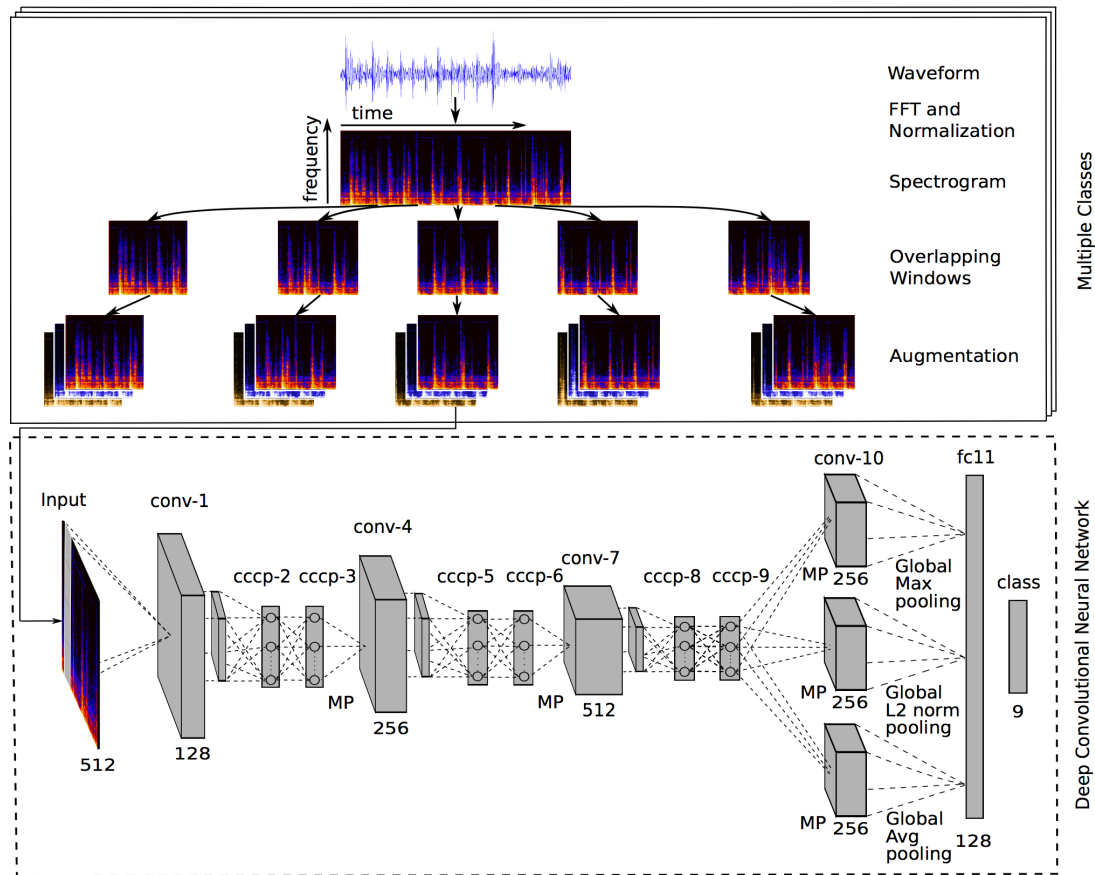 Waveform
FFT and
Normalization
time
frequency
Spectrogram
Overlapping
Windows
Augmentation
Multiple Classes
Input
conv-1
cccp-2
cccp-3
conv-4
cccp-5
cccp-6
conv-7
cccp-8
cccp-9
conv-10
fc11
class
512
128
MP
256
MP
512
MP
256
Global
Max
pooling
MP
256
Global
L2 norm
pooling
MP
256
Global
Avg
pooling
128
9
Deep Convolutional Neural Network